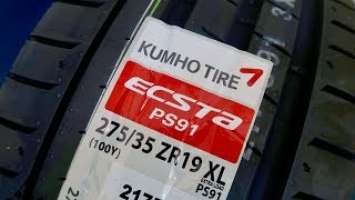 KUMHO TIRE
ECSTA
PS91
275/35 ZR19 XL
(100Y)
PS91